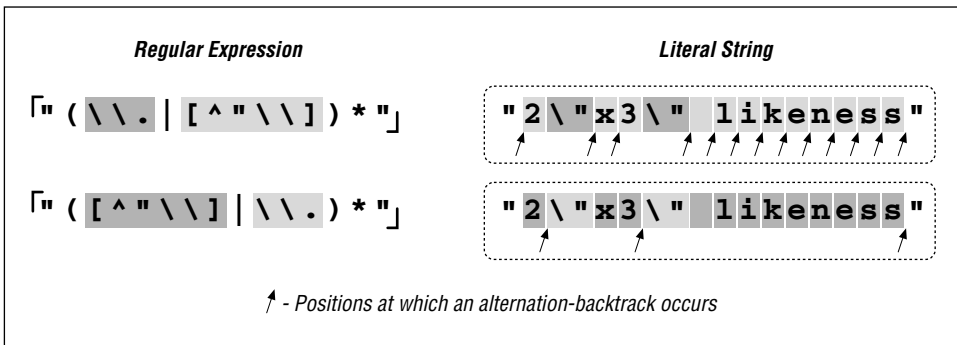 Regular Expression Literal String
⌈"(\\.|[^"\\])*"⌋ "2\"x3\" likeness"
⌈"([^"\\]|\\.)*"⌋ "2\"x3\" likeness"
- Positions at which an alternation-backtrack occurs